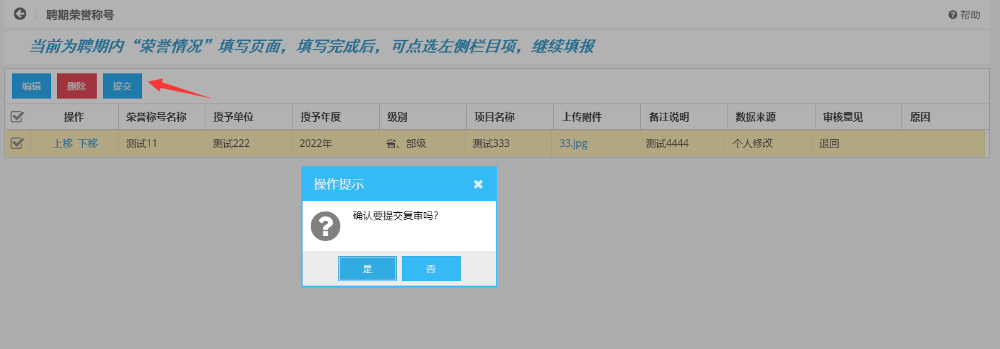 聘期荣誉称号
帮助
当前为聘期内“荣誉情况”填写页面，填写完成后，可点选左侧栏目项，继续填报
编辑 删除 提交
操作 荣誉称号名称 授予单位 授予年度 级别 项目名称 上传附件 备注说明 数据来源 审核意见 原因
上移 下移 测试11 测试222 2022年 省、部级 测试333 33.jpg 测试4444 个人修改 退回
操作提示
确认要提交复审吗？
是 否